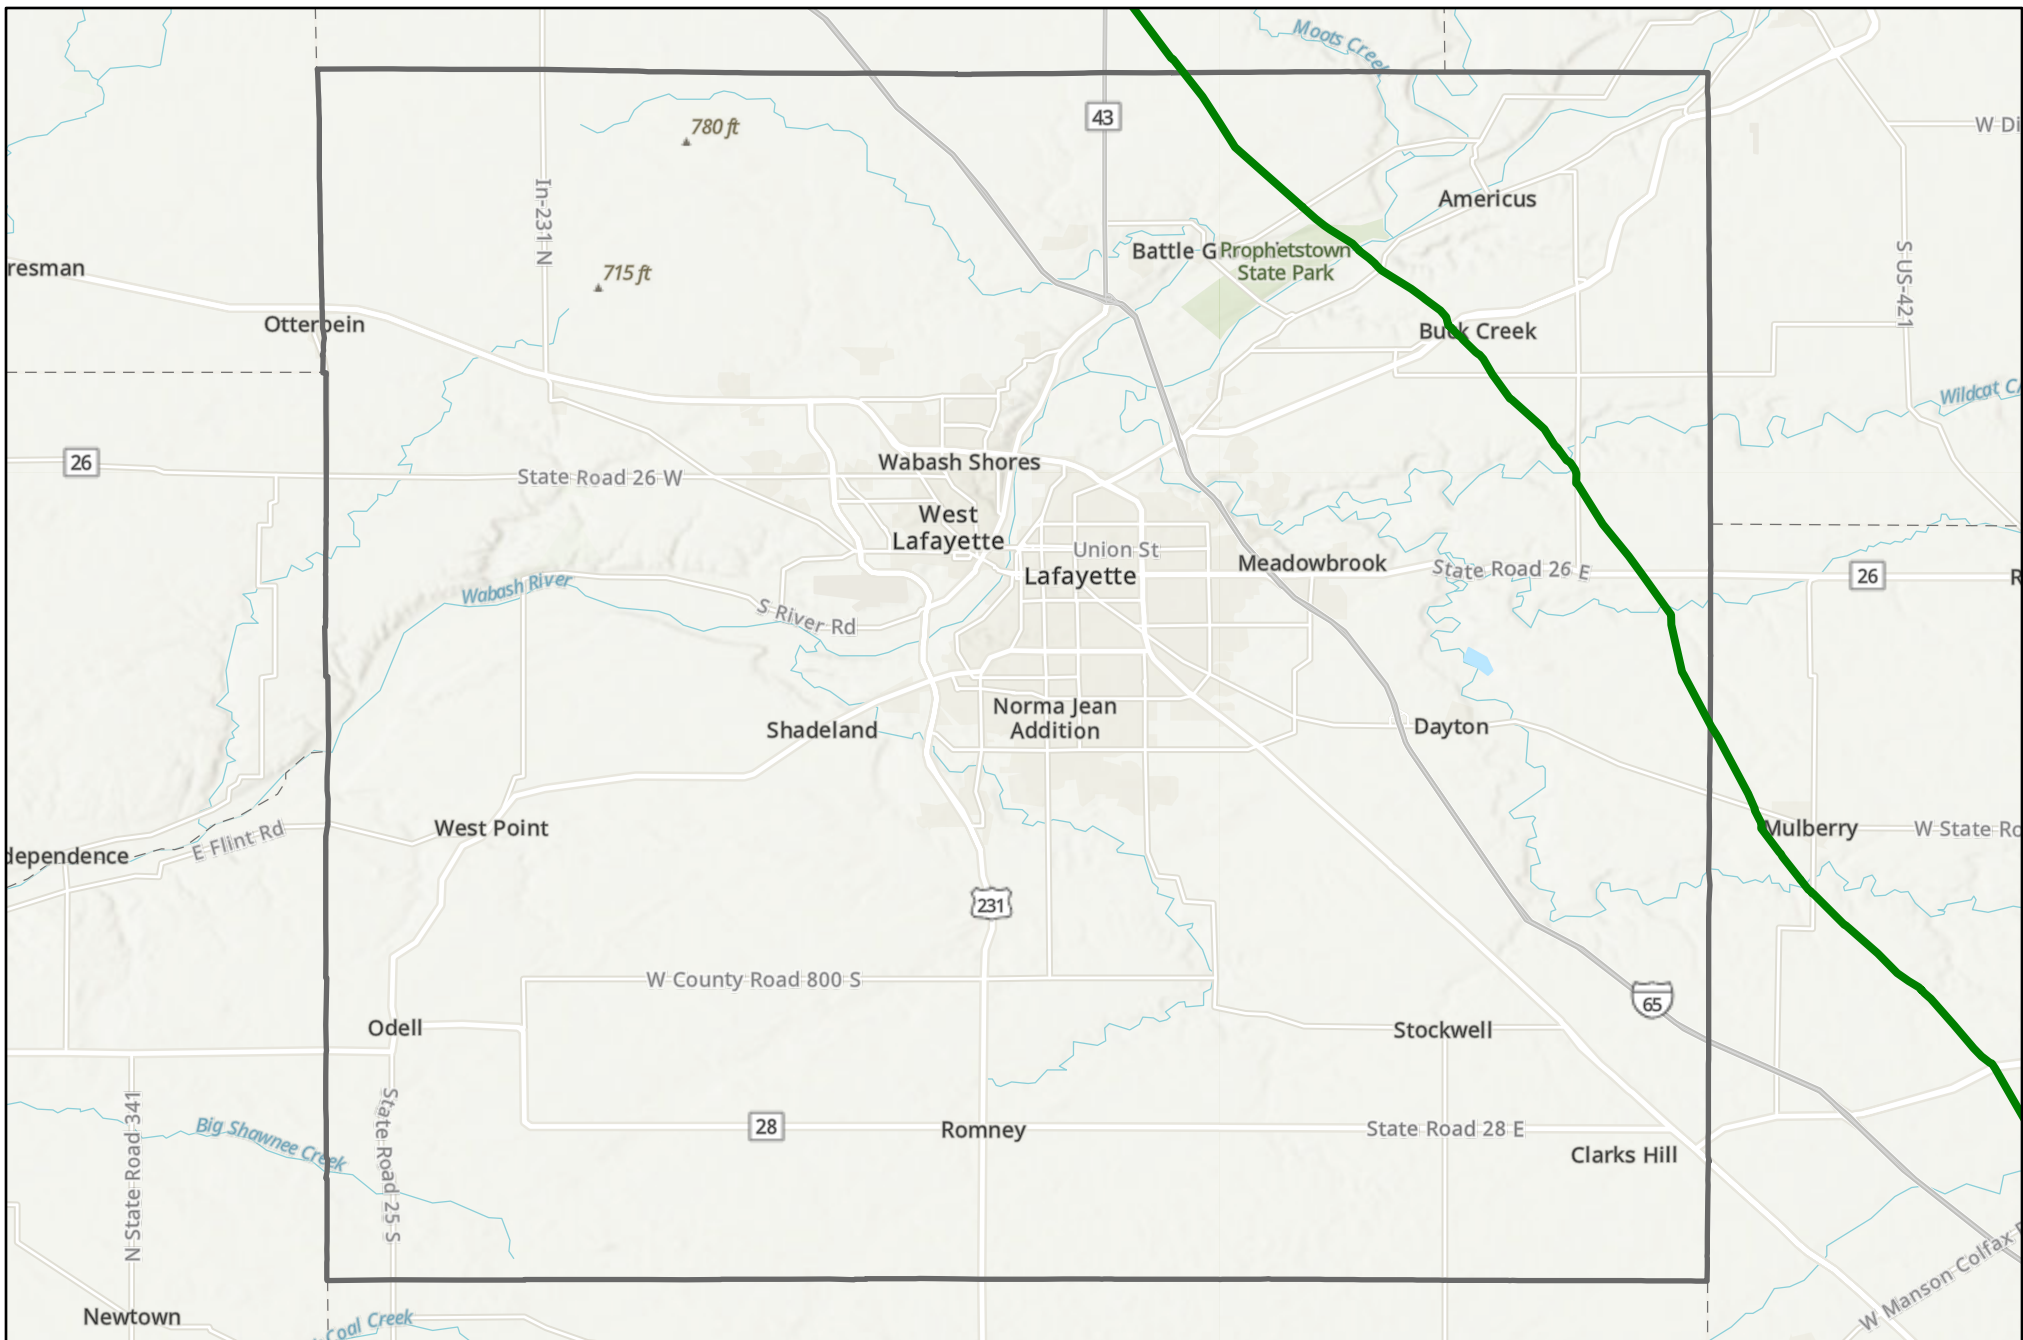 Moots Creek
43
780 ft
W Di
In-231 N
Americus
Battle G
Prophetstown
State Park
S US-421
resman
715 ft
Otterbein
Buck Creek
Wildcat C
26
State Road 26 W
Wabash Shores
West
Lafayette
Union St
Lafayette
Meadowbrook
State Road 26 E
26
R
Wabash River
S River Rd
Norma Jean
Addition
Shadeland
Dayton
West Point
E Flint Rd
dependence
Mulberry
W State Ro
231
W County Road 800 S
65
Odell
Stockwell
N State Road 341
Big Shawnee Creek
State Road 25 S
28
Romney
State Road 28 E
Clarks Hill
W Manson Colfax
Newtown
Coal Creek